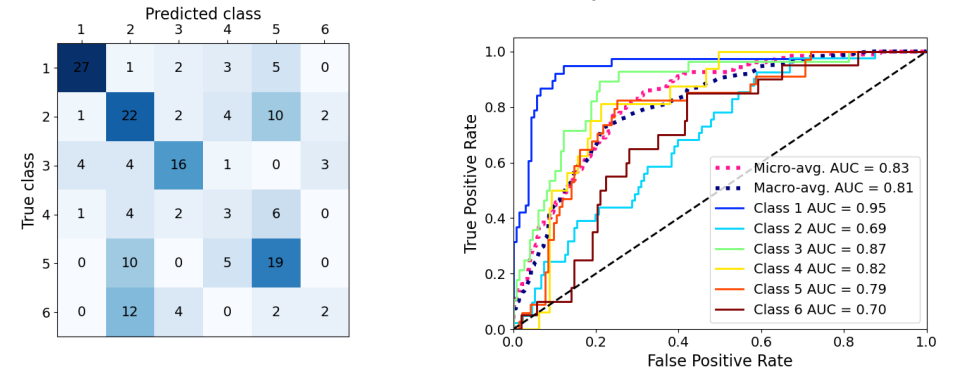 Predicted class
1 2 3 4 5 6
True class
1 27 1 2 3 5 0
2 1 22 2 4 10 2
3 4 4 16 1 0 3
4 1 4 2 3 6 0
5 0 10 0 5 19 0
6 0 12 4 0 2 2
True Positive Rate
1.0
0.8
0.6
0.4
0.2
0.0
Micro-avg. AUC = 0.83
Macro-avg. AUC = 0.81
Class 1 AUC = 0.95
Class 2 AUC = 0.69
Class 3 AUC = 0.87
Class 4 AUC = 0.82
Class 5 AUC = 0.79
Class 6 AUC = 0.70
0.0 0.2 0.4 0.6 0.8 1.0
False Positive Rate